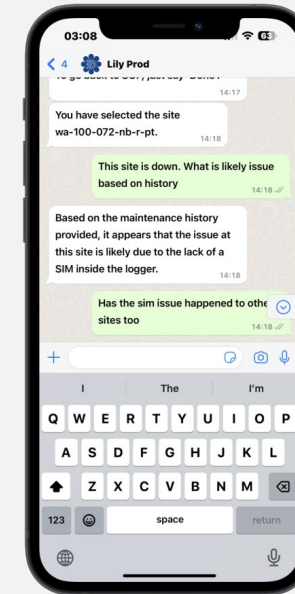 03:08
63
4
Lily Prod
14:17
You have selected the site
wa-100-072-nb-r-pt.
14:18
This site is down. What is likely issue
based on history
14:18
Based on the maintenance history
provided, it appears that the issue at
this site is likely due to the lack of a
SIM inside the logger.
14:18
Has the sim issue happened to othe
sites too
14:18
I The I'm
Q W E R T Y U I O P
A S D F G H J K L
Z X C V B N M
123 space return